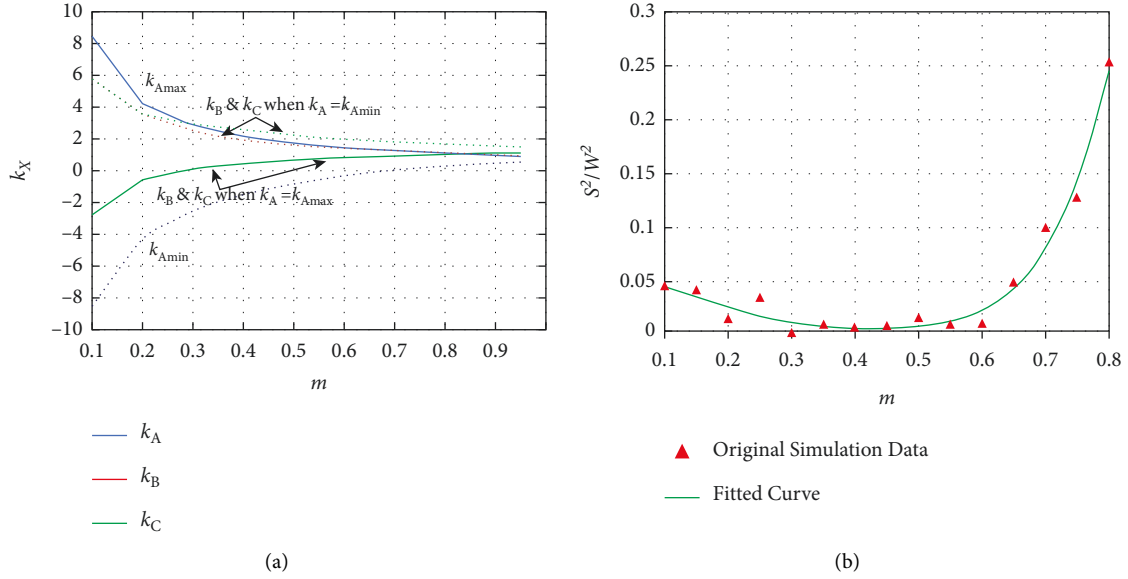 10
8
6
4
2
0
−2
−4
−6
−8
−10
k_X
k_Amax
k_B & k_C when k_A = k_Amin
k_B & k_C when k_A = k_Amax
k_Amin
0.1 0.2 0.3 0.4 0.5 0.6 0.7 0.8 0.9
m
k_A
k_B
k_C
(a)
0.25
0.2
0.15
0.1
0.05
0
S²/W²
0.1 0.2 0.3 0.4 0.5 0.6 0.7 0.8
m
Original Simulation Data
Fitted Curve
(b)